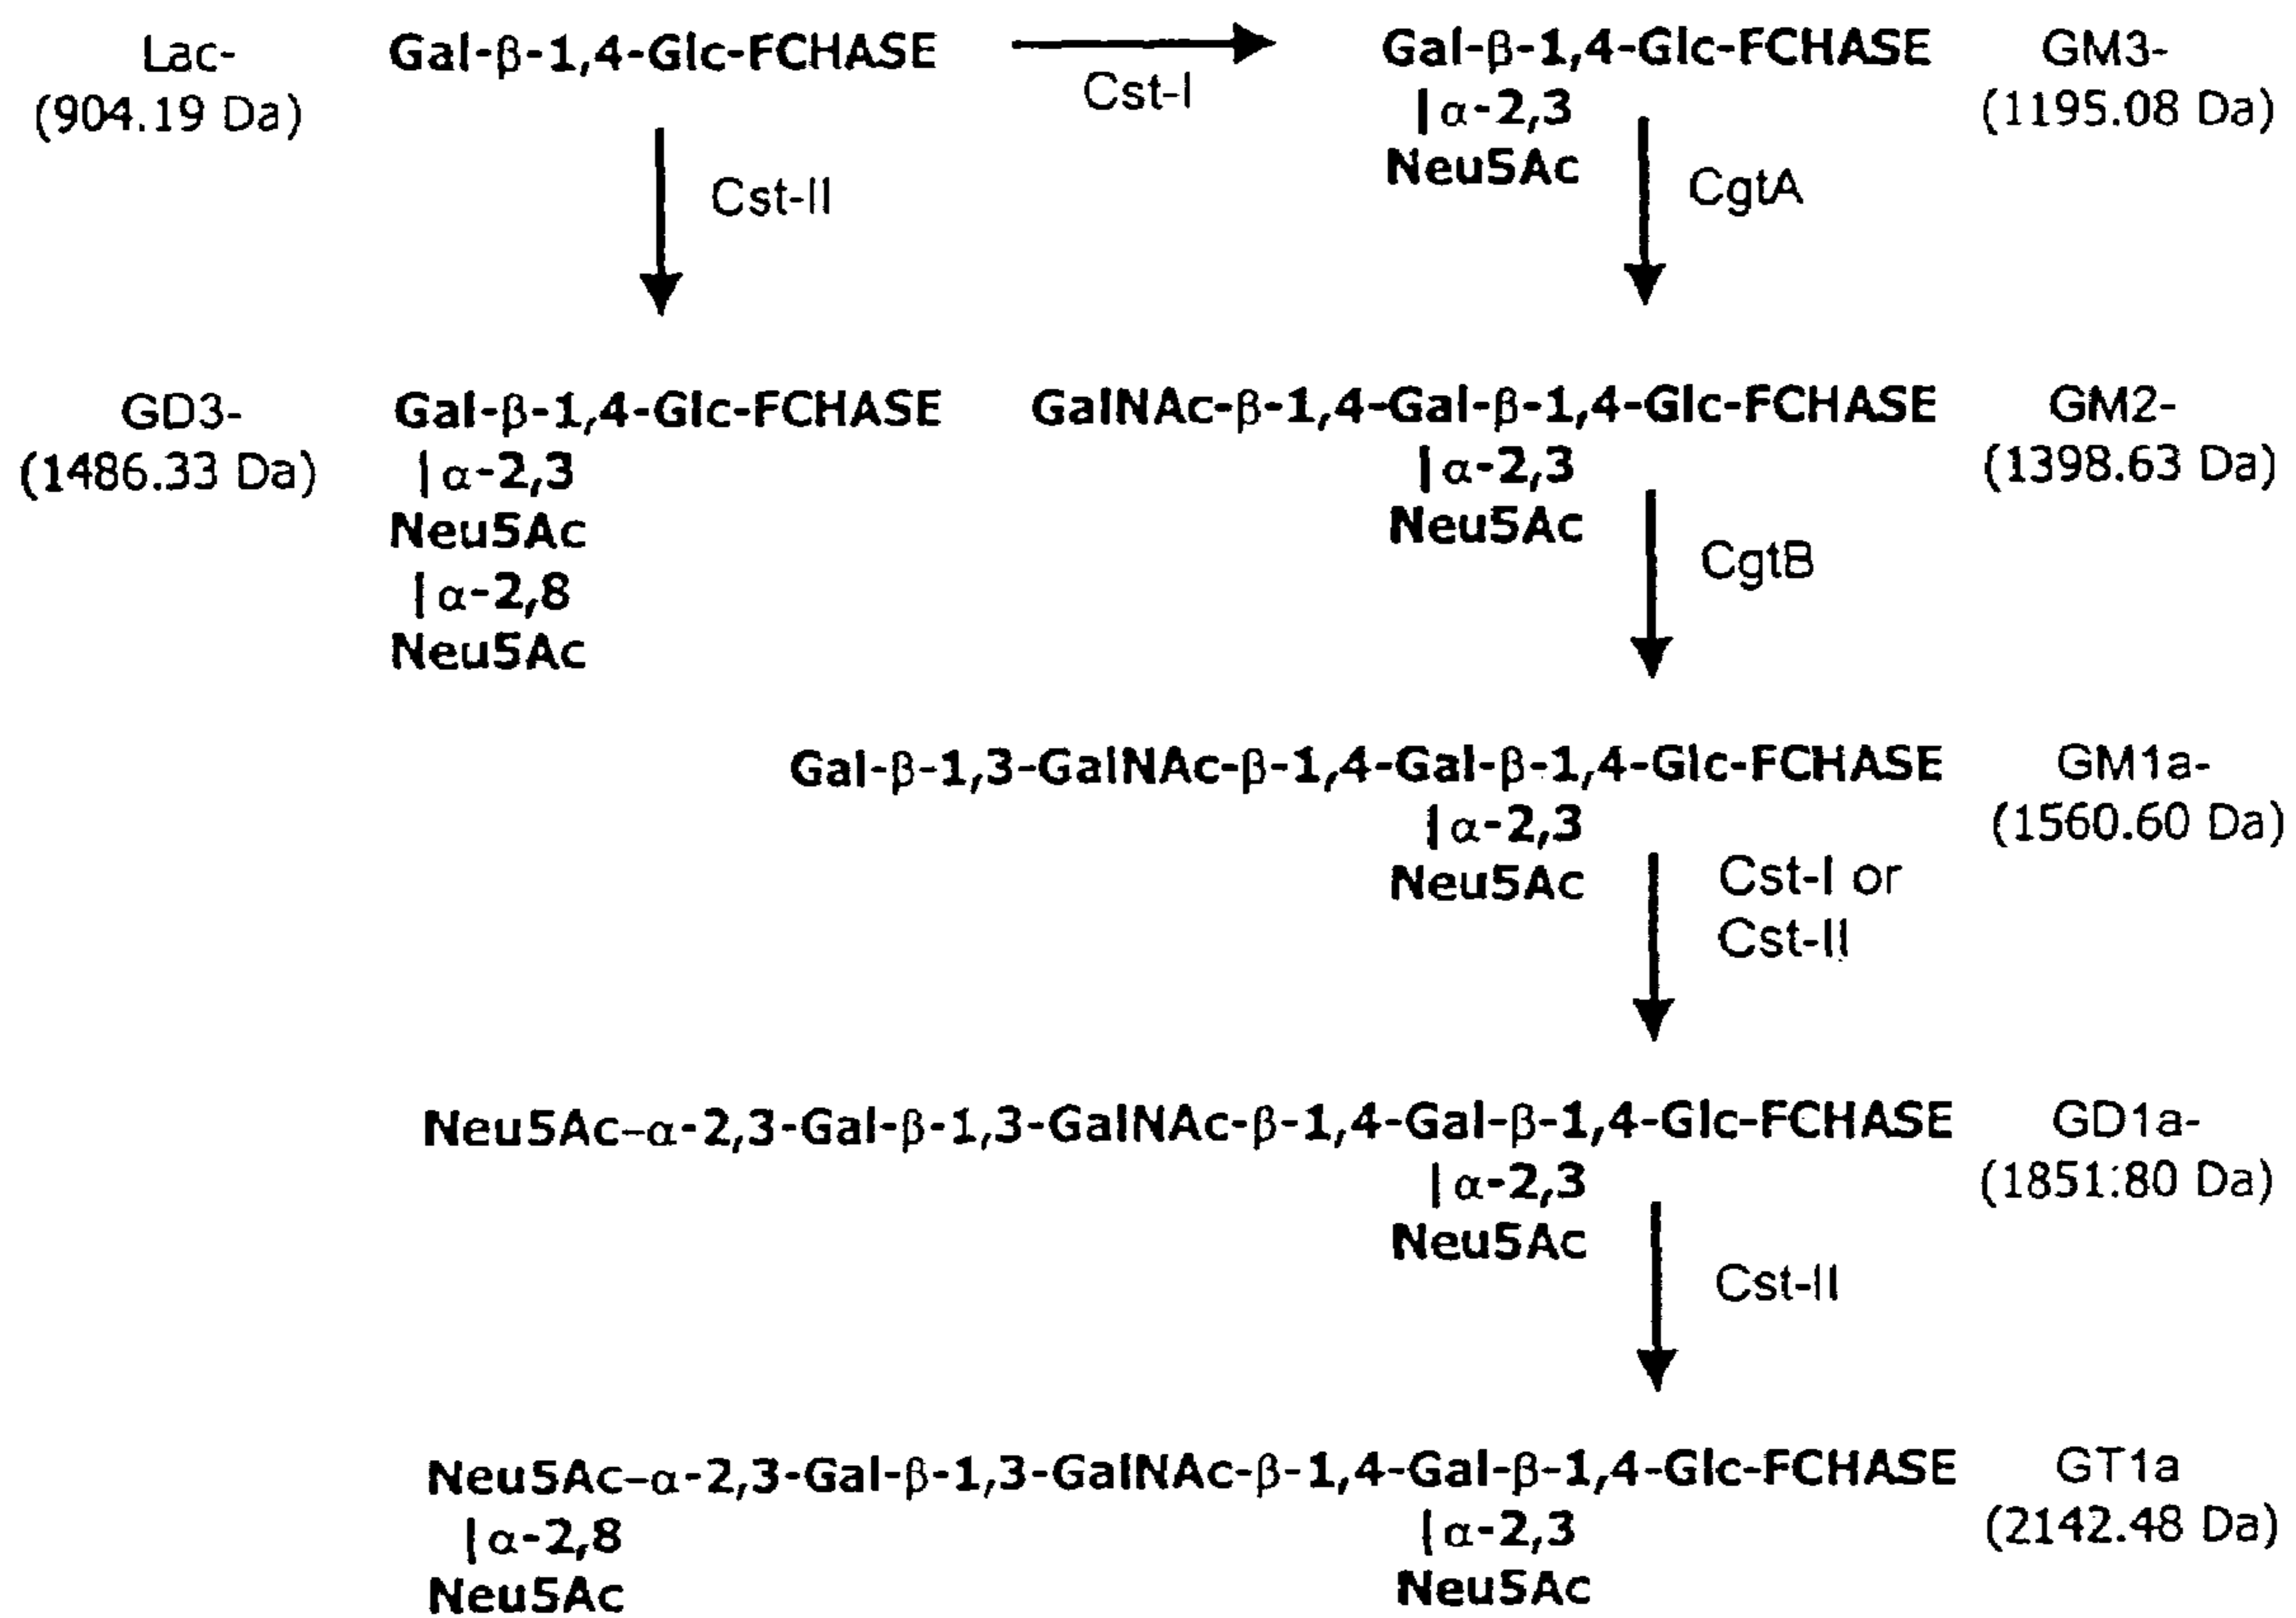 Lac-
(904.19 Da)
Gal-β-1,4-Glc-FCHASE
Cst-I
Gal-β-1,4-Glc-FCHASE
|α-2,3
Neu5Ac
GM3-
(1195.08 Da)
Cst-II
CgtA
GD3-
(1486.33 Da)
Gal-β-1,4-Glc-FCHASE
|α-2,3
Neu5Ac
|α-2,8
Neu5Ac
GalNAc-β-1,4-Gal-β-1,4-Glc-FCHASE
|α-2,3
Neu5Ac
GM2-
(1398.63 Da)
CgtB
Gal-β-1,3-GalNAc-β-1,4-Gal-β-1,4-Glc-FCHASE
|α-2,3
Neu5Ac
GM1a-
(1560.60 Da)
Cst-I or
Cst-II
Neu5Ac–α-2,3-Gal-β-1,3-GalNAc-β-1,4-Gal-β-1,4-Glc-FCHASE
|α-2,3
Neu5Ac
GD1a-
(1851.80 Da)
Cst-II
Neu5Ac–α-2,3-Gal-β-1,3-GalNAc-β-1,4-Gal-β-1,4-Glc-FCHASE
|α-2,8
Neu5Ac
|α-2,3
Neu5Ac
GT1a
(2142.48 Da)